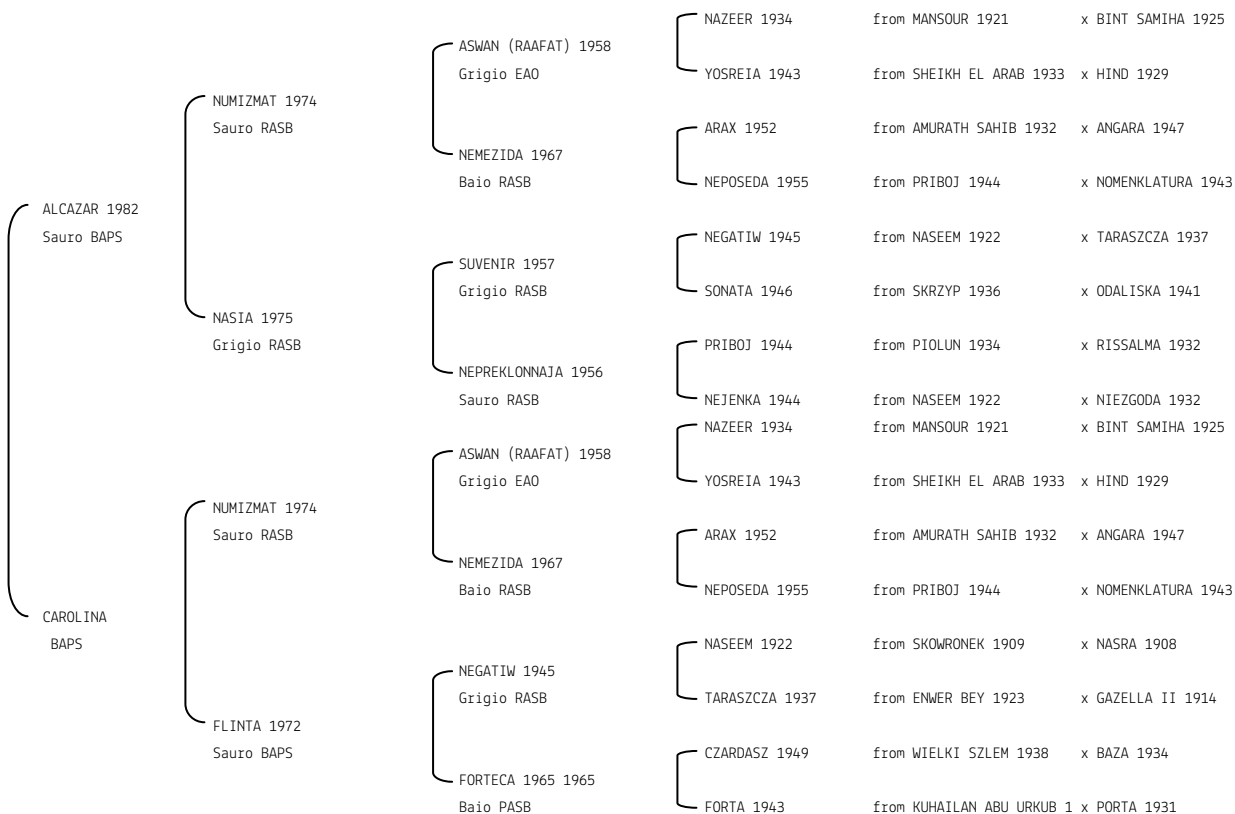 NAZEER 1934 from MANSOUR 1921 x BINT SAMIHA 1925
ASWAN (RAAFAT) 1958
Grigio EAO YOSREIA 1943 from SHEIKH EL ARAB 1933 x HIND 1929
NUMIZMAT 1974
Sauro RASB ARAX 1952 from AMURATH SAHIB 1932 x ANGARA 1947
NEMEZIDA 1967
Baio RASB NEPOSEDA 1955 from PRIBOJ 1944 x NOMENKLATURA 1943
ALCAZAR 1982
Sauro BAPS NEGATIW 1945 from NASEEM 1922 x TARASZCZA 1937
SUVENIR 1957
Grigio RASB SONATA 1946 from SKRZYP 1936 x ODALISKA 1941
NASIA 1975
Grigio RASB PRIBOJ 1944 from PIOLUN 1934 x RISSALMA 1932
NEPREKLONNAJA 1956
Sauro RASB NEJENKA 1944 from NASEEM 1922 x NIEZGODA 1932
NAZEER 1934 from MANSOUR 1921 x BINT SAMIHA 1925
ASWAN (RAAFAT) 1958
Grigio EAO YOSREIA 1943 from SHEIKH EL ARAB 1933 x HIND 1929
NUMIZMAT 1974
Sauro RASB ARAX 1952 from AMURATH SAHIB 1932 x ANGARA 1947
NEMEZIDA 1967
Baio RASB NEPOSEDA 1955 from PRIBOJ 1944 x NOMENKLATURA 1943
CAROLINA
BAPS NASEEM 1922 from SKOWRONEK 1909 x NASRA 1908
NEGATIW 1945
Grigio RASB TARASZCZA 1937 from ENWER BEY 1923 x GAZELLA II 1914
FLINTA 1972
Sauro BAPS CZARDASZ 1949 from WIELKI SZLEM 1938 x BAZA 1934
FORTECA 1965 1965
Baio PASB FORTA 1943 from KUHAILAN ABU URKUB 1 x PORTA 1931